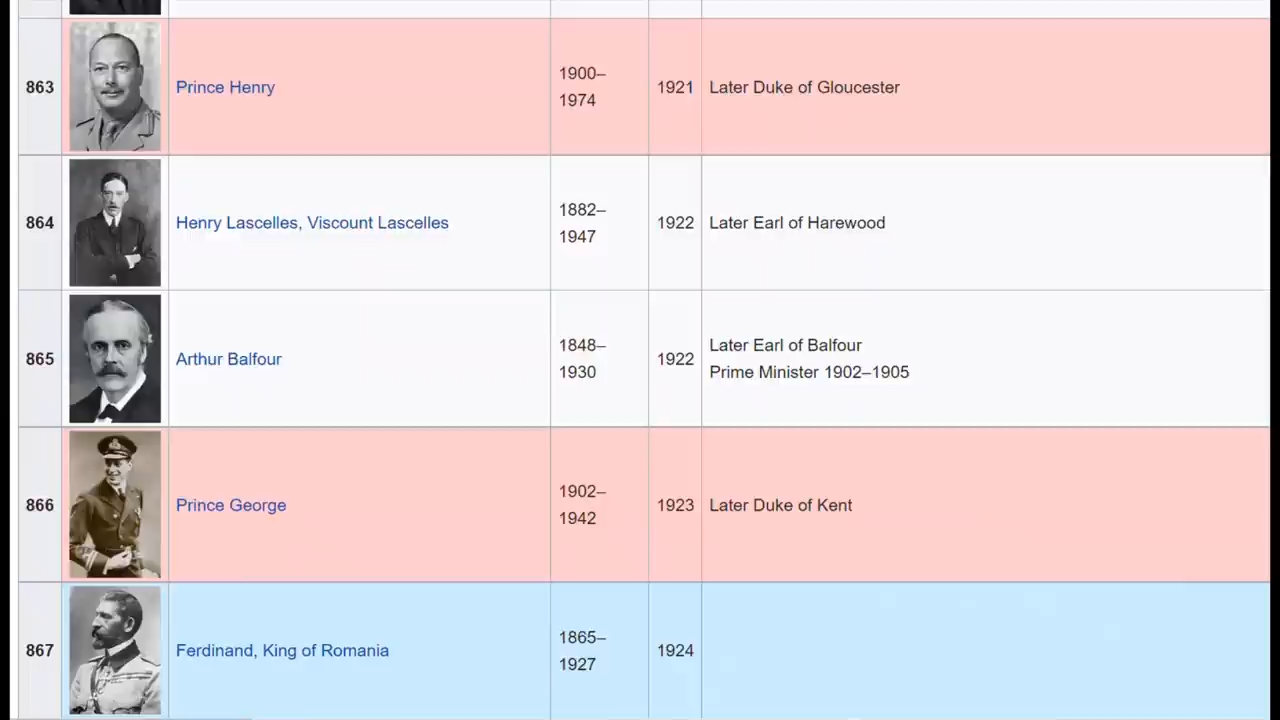 863 Prince Henry 1900–
1974 1921 Later Duke of Gloucester
864 Henry Lascelles, Viscount Lascelles 1882–
1947 1922 Later Earl of Harewood
865 Arthur Balfour 1848–
1930 1922 Later Earl of Balfour
Prime Minister 1902–1905
866 Prince George 1902–
1942 1923 Later Duke of Kent
867 Ferdinand, King of Romania 1865–
1927 1924